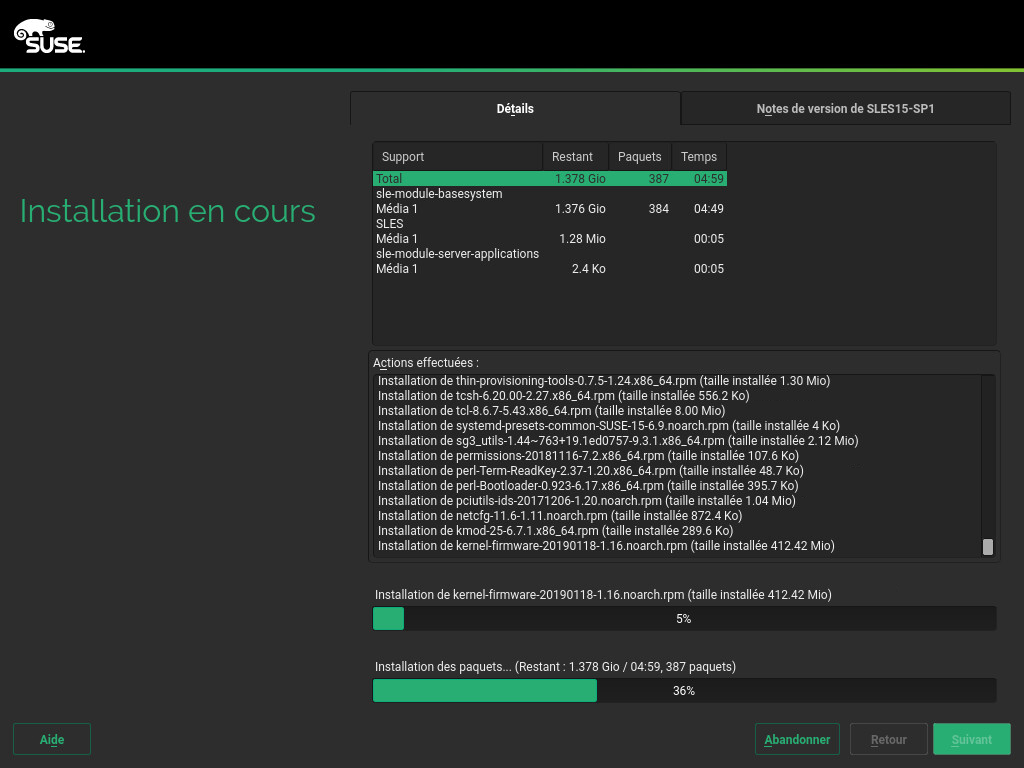 SUSE.
Détails
Notes de version de SLES15-SP1
Installation en cours
Support Restant Paquets Temps
Total 1.378 Gio 387 04:59
sle-module-basesystem
Média 1 1.376 Gio 384 04:49
SLES
Média 1 1.28 Mio 00:05
sle-module-server-applications
Média 1 2.4 Ko 00:05
Actions effectuées :
Installation de thin-provisioning-tools-0.7.5-1.24.x86_64.rpm (taille installée 1.30 Mio)
Installation de tcsh-6.20.00-2.27.x86_64.rpm (taille installée 556.2 Ko)
Installation de tcl-8.6.7-5.43.x86_64.rpm (taille installée 8.00 Mio)
Installation de systemd-presets-common-SUSE-15-6.9.noarch.rpm (taille installée 4 Ko)
Installation de sg3_utils-1.44~763+19.1ed0757-9.3.1.x86_64.rpm (taille installée 2.12 Mio)
Installation de permissions-20181116-7.2.x86_64.rpm (taille installée 107.6 Ko)
Installation de perl-Term-ReadKey-2.37-1.20.x86_64.rpm (taille installée 48.7 Ko)
Installation de perl-Bootloader-0.923-6.17.x86_64.rpm (taille installée 395.7 Ko)
Installation de pciutils-ids-20171206-1.20.noarch.rpm (taille installée 1.04 Mio)
Installation de netcfg-11.6-1.11.noarch.rpm (taille installée 872.4 Ko)
Installation de kmod-25-6.7.1.x86_64.rpm (taille installée 289.6 Ko)
Installation de kernel-firmware-20190118-1.16.noarch.rpm (taille installée 412.42 Mio)
Installation de kernel-firmware-20190118-1.16.noarch.rpm (taille installée 412.42 Mio)
5%
Installation des paquets... (Restant : 1.378 Gio / 04:59, 387 paquets)
36%
Aide
Abandonner
Retour
Suivant